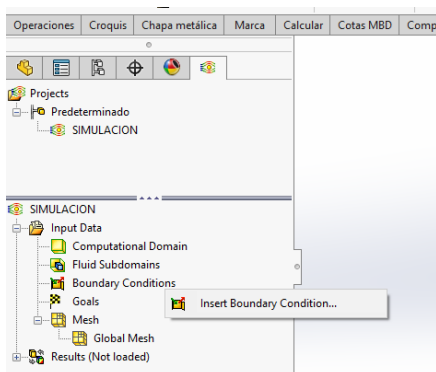 Operaciones Croquis Chapa metálica Marca Calcular Cotas MBD
Projects
Predeterminado
SIMULACION
SIMULACION
Input Data
Computational Domain
Fluid Subdomains
Boundary Conditions
Insert Boundary Condition...
Goals
Mesh
Global Mesh
Results (Not loaded)